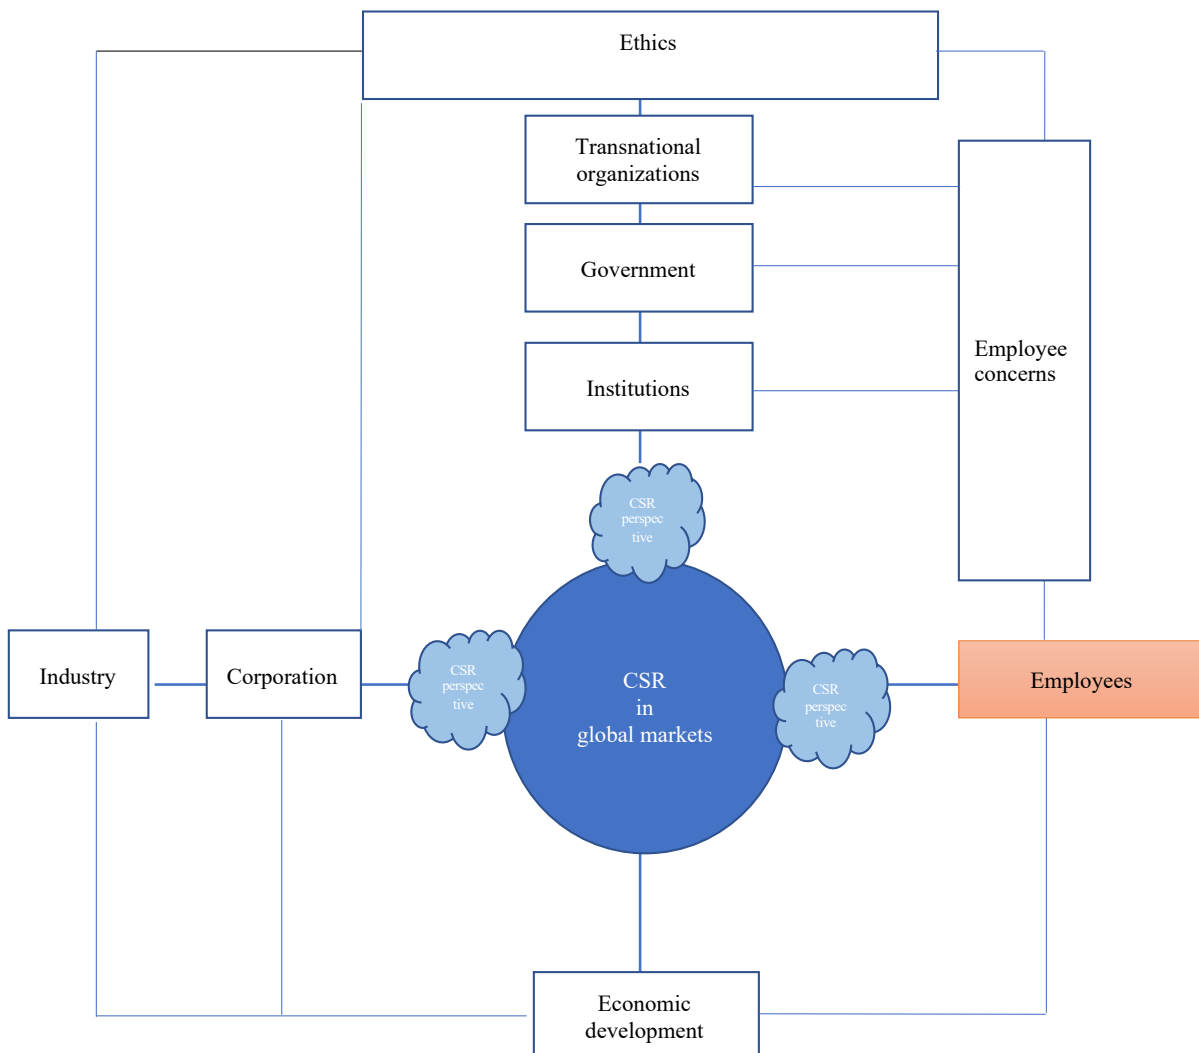 Ethics
Transnational
organizations
Government
Institutions
Employee
concerns
CSR
perspec
tive
Industry
Corporation
CSR
perspec
tive
CSR
in
global markets
CSR
perspec
tive
Employees
Economic
development